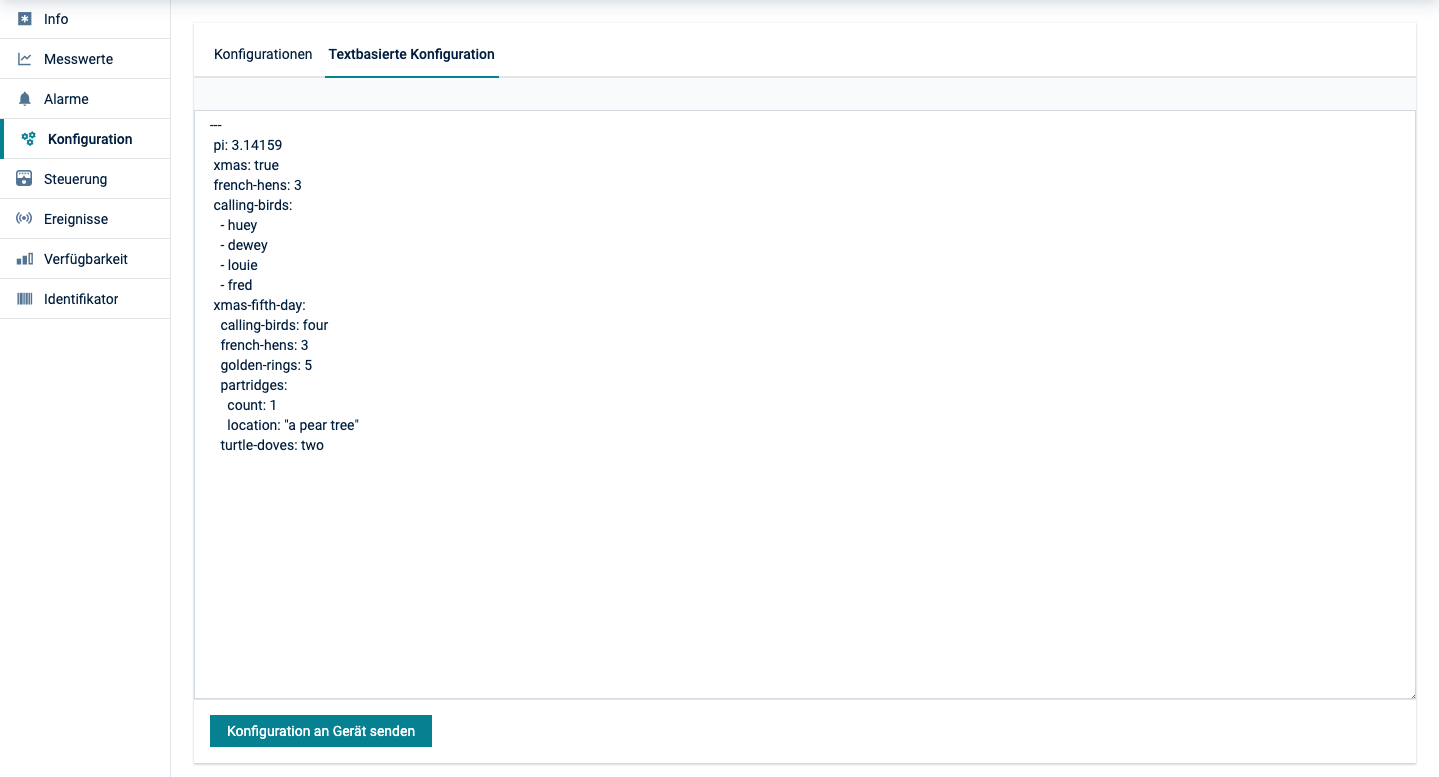 Info
Messwerte
Alarme
Konfiguration
Steuerung
Ereignisse
Verfügbarkeit
Identifikator
Konfigurationen
Textbasierte Konfiguration
---
pi: 3.14159
xmas: true
french-hens: 3
calling-birds:
- huey
- dewey
- louie
- fred
xmas-fifth-day:
calling-birds: four
french-hens: 3
golden-rings: 5
partridges:
count: 1
location: "a pear tree"
turtle-doves: two
Konfiguration an Gerät senden